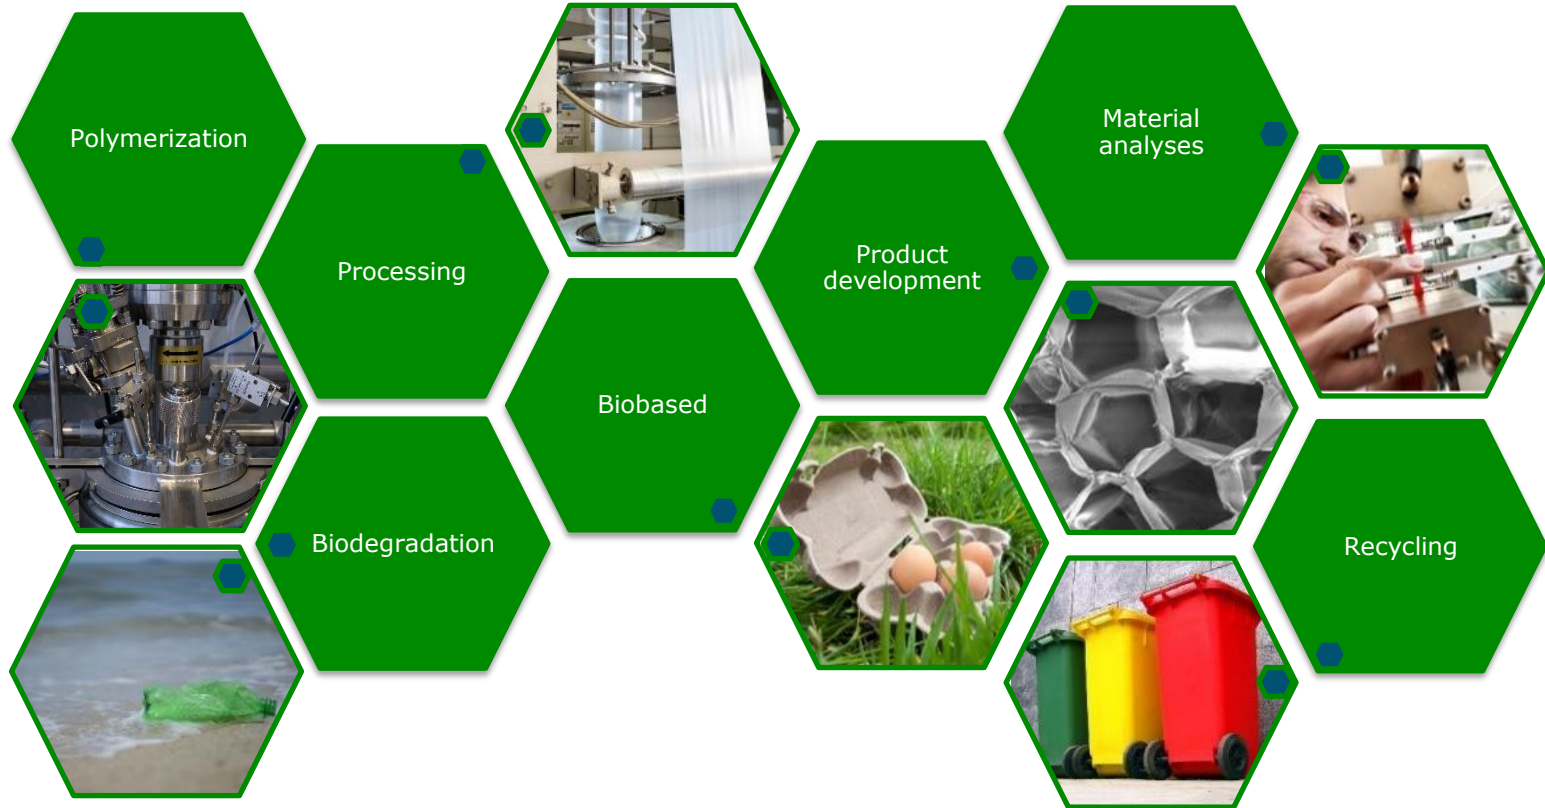 Polymerization
Processing
Material
analyses
Product
development
Biobased
Biodegradation
Recycling